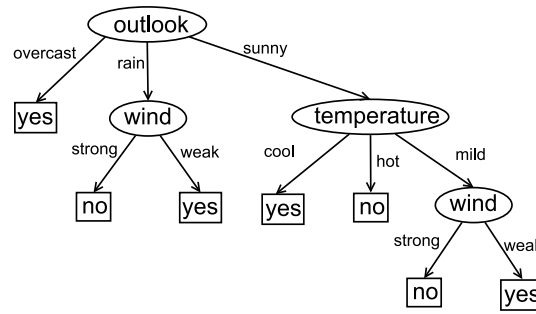 outlook
overcast
rain
sunny
yes
wind
temperature
strong
weak
cool
hot
mild
no
yes
yes
no
wind
strong
weak
no
yes